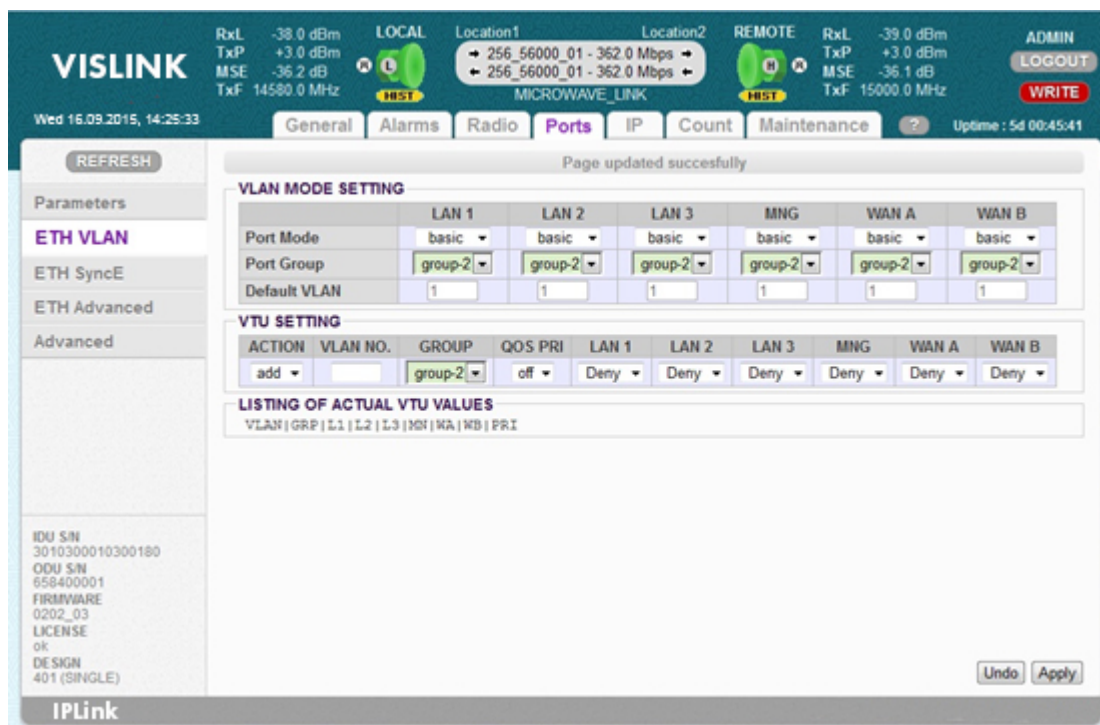 VISLINK
Wed 16.09.2015, 14:25:33
RxL -38.0 dBm
TxP +3.0 dBm
MSE -36.2 dB
TxF 14580.0 MHz
LOCAL
R L
HIST
Location1 Location2
→ 256_56000_01 - 362.0 Mbps →
← 256_56000_01 - 362.0 Mbps ←
MICROWAVE_LINK
REMOTE
H R
HIST
RxL -39.0 dBm
TxP +3.0 dBm
MSE -36.1 dB
TxF 15000.0 MHz
ADMIN
LOGOUT
WRITE
General Alarms Radio Ports IP Count Maintenance ? Uptime : 5d 00:45:41
REFRESH
Parameters
ETH VLAN
ETH SyncE
ETH Advanced
Advanced
Page updated succesfully
VLAN MODE SETTING
LAN 1 LAN 2 LAN 3 MNG WAN A WAN B
Port Mode basic basic basic basic basic basic
Port Group group-2 group-2 group-2 group-2 group-2 group-2
Default VLAN 1 1 1 1 1 1
VTU SETTING
ACTION VLAN NO. GROUP QOS PRI LAN 1 LAN 2 LAN 3 MNG WAN A WAN B
add group-2 off Deny Deny Deny Deny Deny Deny
LISTING OF ACTUAL VTU VALUES
VLAN|GRP|L1|L2|L3|MN|WA|WB|PRI
IDU S/N
3010300010300180
ODU S/N
658400001
FIRMWARE
0202_03
LICENSE
ok
DESIGN
401 (SINGLE)
Undo Apply
IPLink